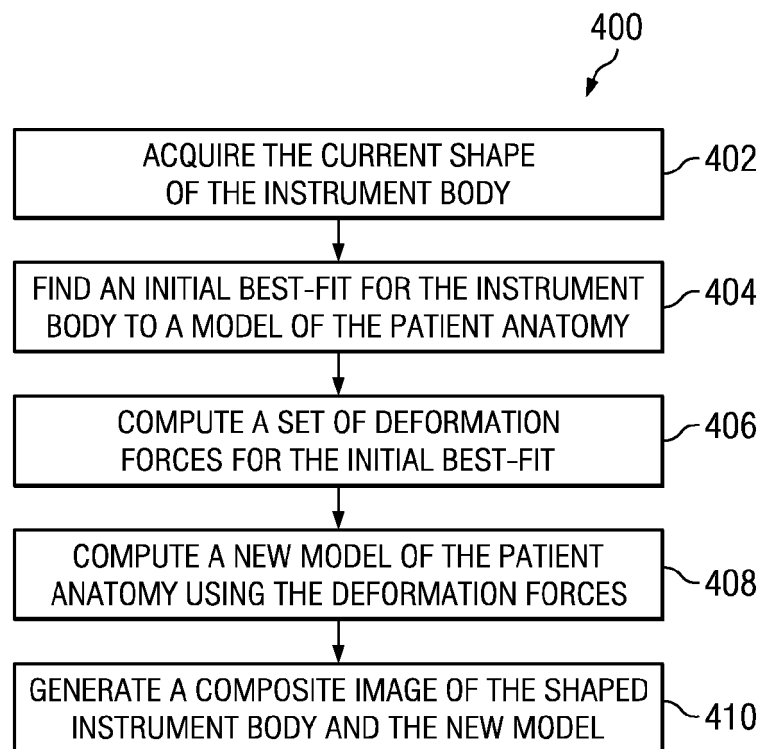 400
ACQUIRE THE CURRENT SHAPE
OF THE INSTRUMENT BODY
402
FIND AN INITIAL BEST-FIT FOR THE INSTRUMENT
BODY TO A MODEL OF THE PATIENT ANATOMY
404
COMPUTE A SET OF DEFORMATION
FORCES FOR THE INITIAL BEST-FIT
406
COMPUTE A NEW MODEL OF THE PATIENT
ANATOMY USING THE DEFORMATION FORCES
408
GENERATE A COMPOSITE IMAGE OF THE SHAPED
INSTRUMENT BODY AND THE NEW MODEL
410